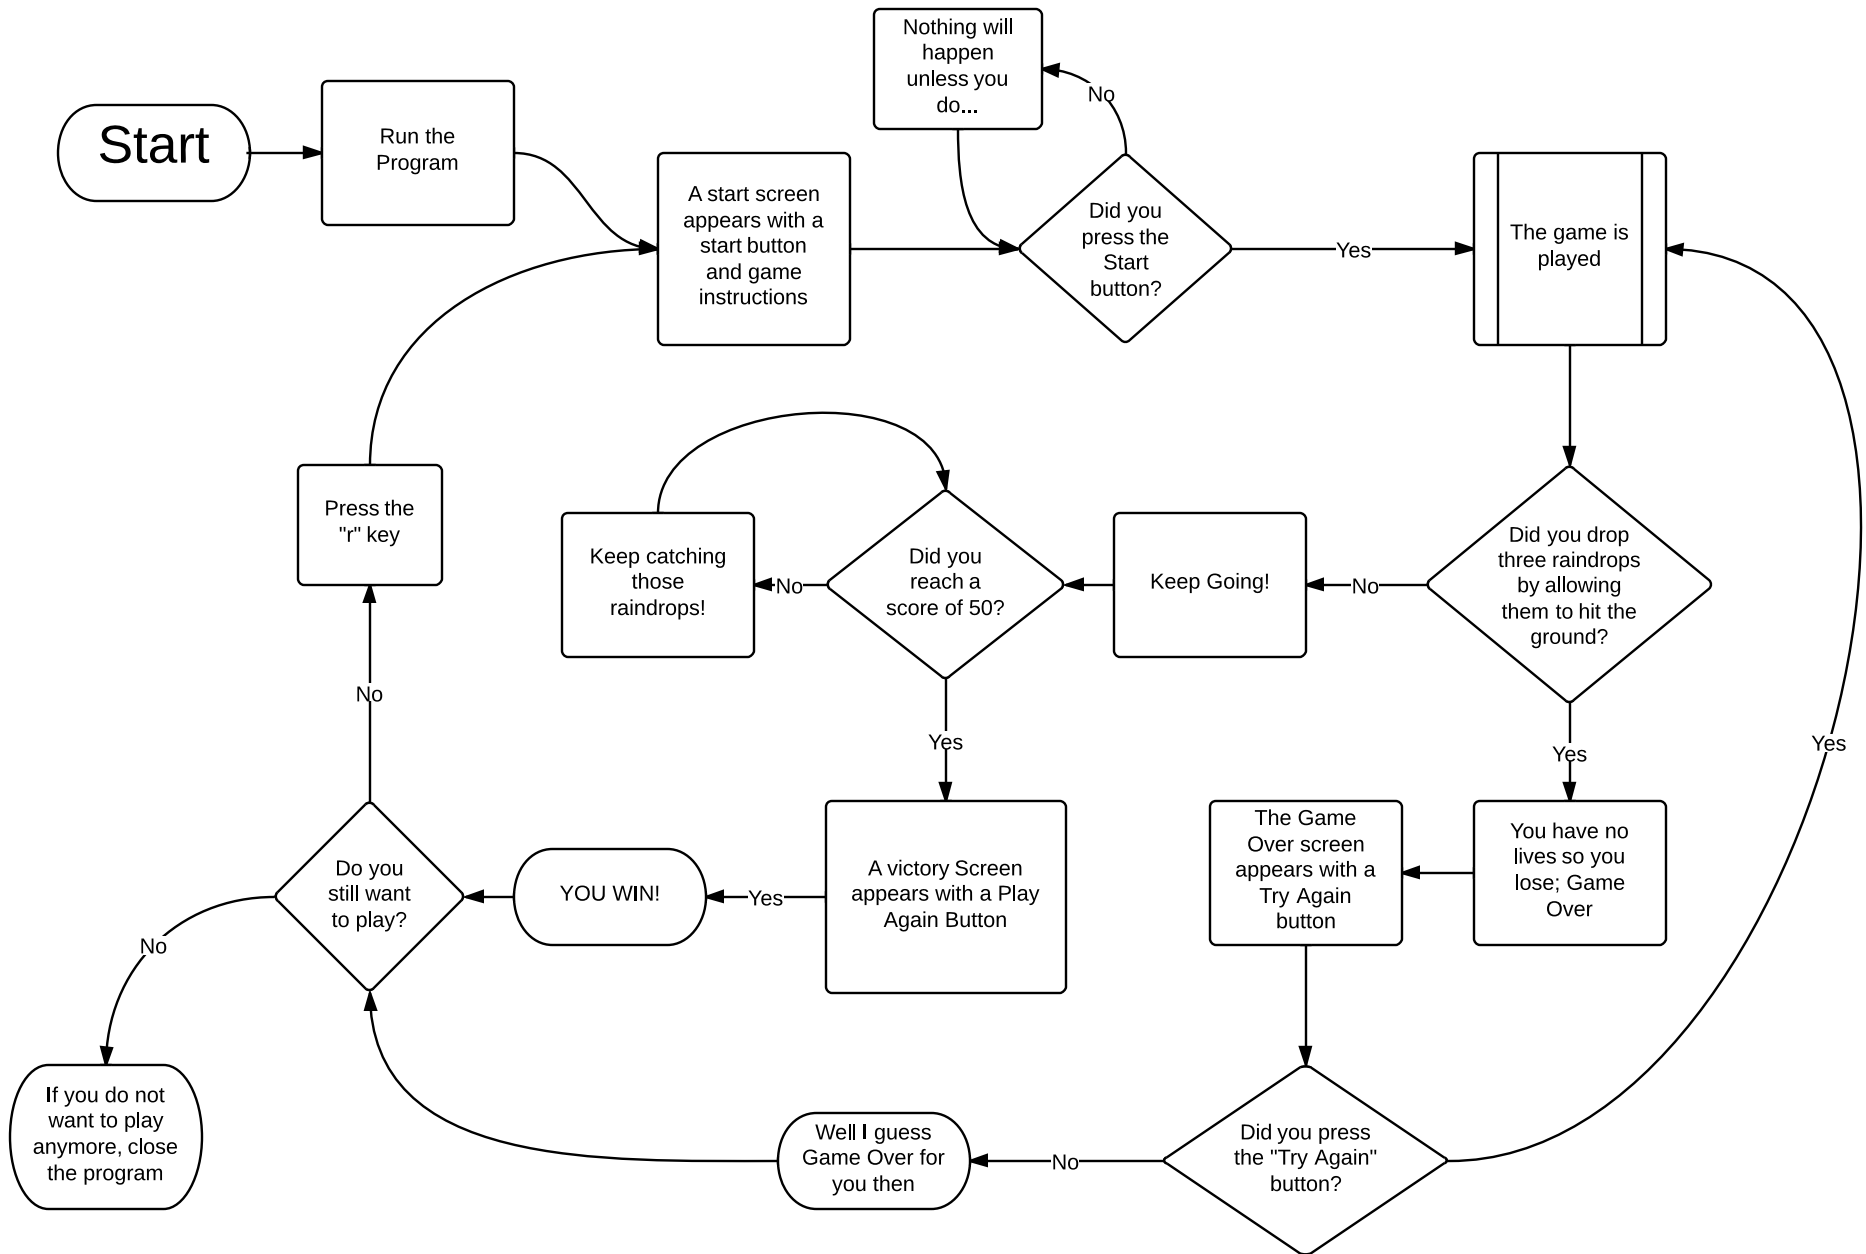 Start
Run the
Program
A start screen
appears with a
start button
and game
instructions
Nothing will
happen
unless you
do...
No
Did you
press the
Start
button?
Yes
The game is
played
Did you drop
three raindrops
by allowing
them to hit the
ground?
No
Keep Going!
Did you
reach a
score of 50?
No
Keep catching
those
raindrops!
Press the
"r" key
No
Yes
Yes
Yes
You have no
lives so you
lose; Game
Over
The Game
Over screen
appears with a
Try Again
button
A victory Screen
appears with a Play
Again Button
Yes
YOU WIN!
Do you
still want
to play?
No
If you do not
want to play
anymore, close
the program
Well I guess
Game Over for
you then
No
Did you press
the "Try Again"
button?